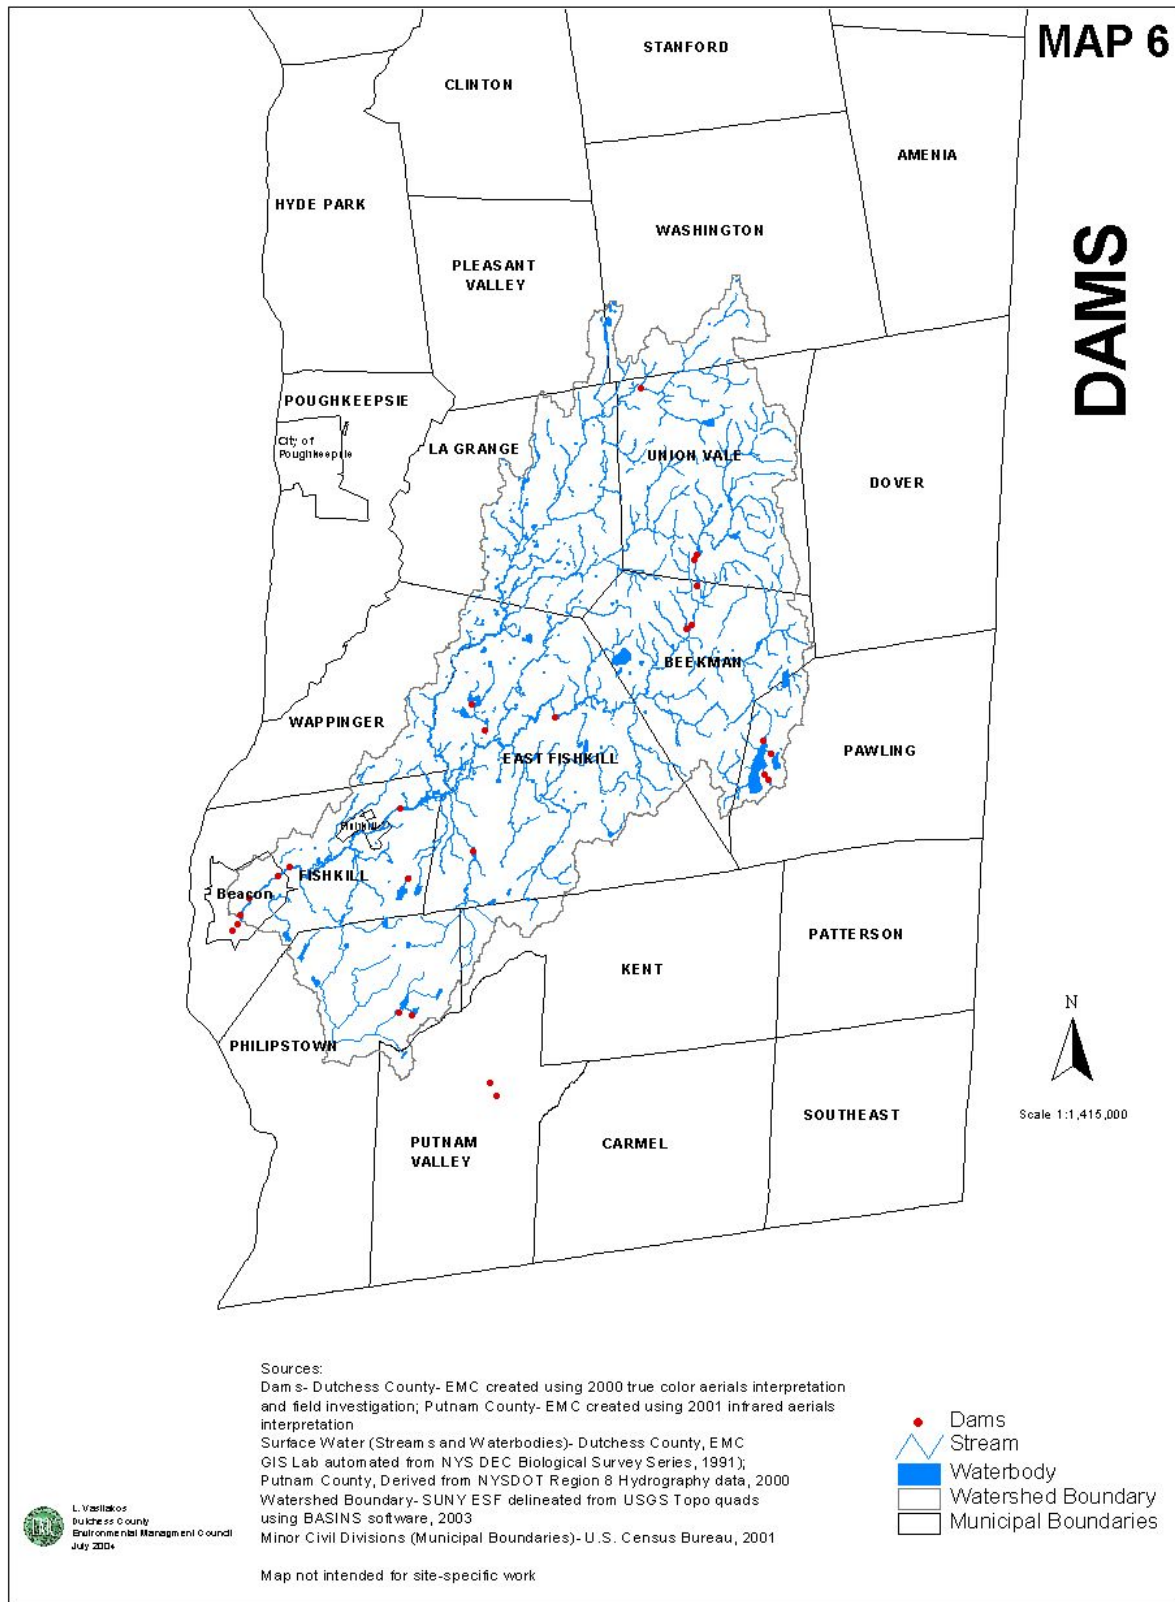 MAP 6
STANFORD
CLINTON
AMENIA
HYDE PARK
WASHINGTON
PLEASANT
VALLEY
DAMS
POUGHKEEPSIE
City of
Poughkeepsie
LA GRANGE
UNION VALE
DOVER
BEEKMAN
WAPPINGER
EAST FISHKILL
PAWLING
Fishkill
FISHKILL
Beacon
PATTERSON
KENT
PHILIPSTOWN
N
Scale 1:1,415,000
SOUTHEAST
PUTNAM
VALLEY
CARMEL
Sources:
Dams- Dutchess County- EMC created using 2000 true color aerials interpretation
and field investigation; Putnam County- EMC created using 2001 infrared aerials
interpretation
Surface Water (Streams and Waterbodies)- Dutchess County, EMC
GIS Lab automated from NYS DEC Biological Survey Series, 1991);
Putnam County, Derived from NYSDOT Region 8 Hydrography data, 2000
Watershed Boundary- SUNY ESF delineated from USGS Topo quads
using BASINS software, 2003
Minor Civil Divisions (Municipal Boundaries)- U.S. Census Bureau, 2001
Map not intended for site-specific work
Dams
Stream
Waterbody
Watershed Boundary
Municipal Boundaries
L. Vasilakos
Dutchess County
Environmental Managment Council
July 2004